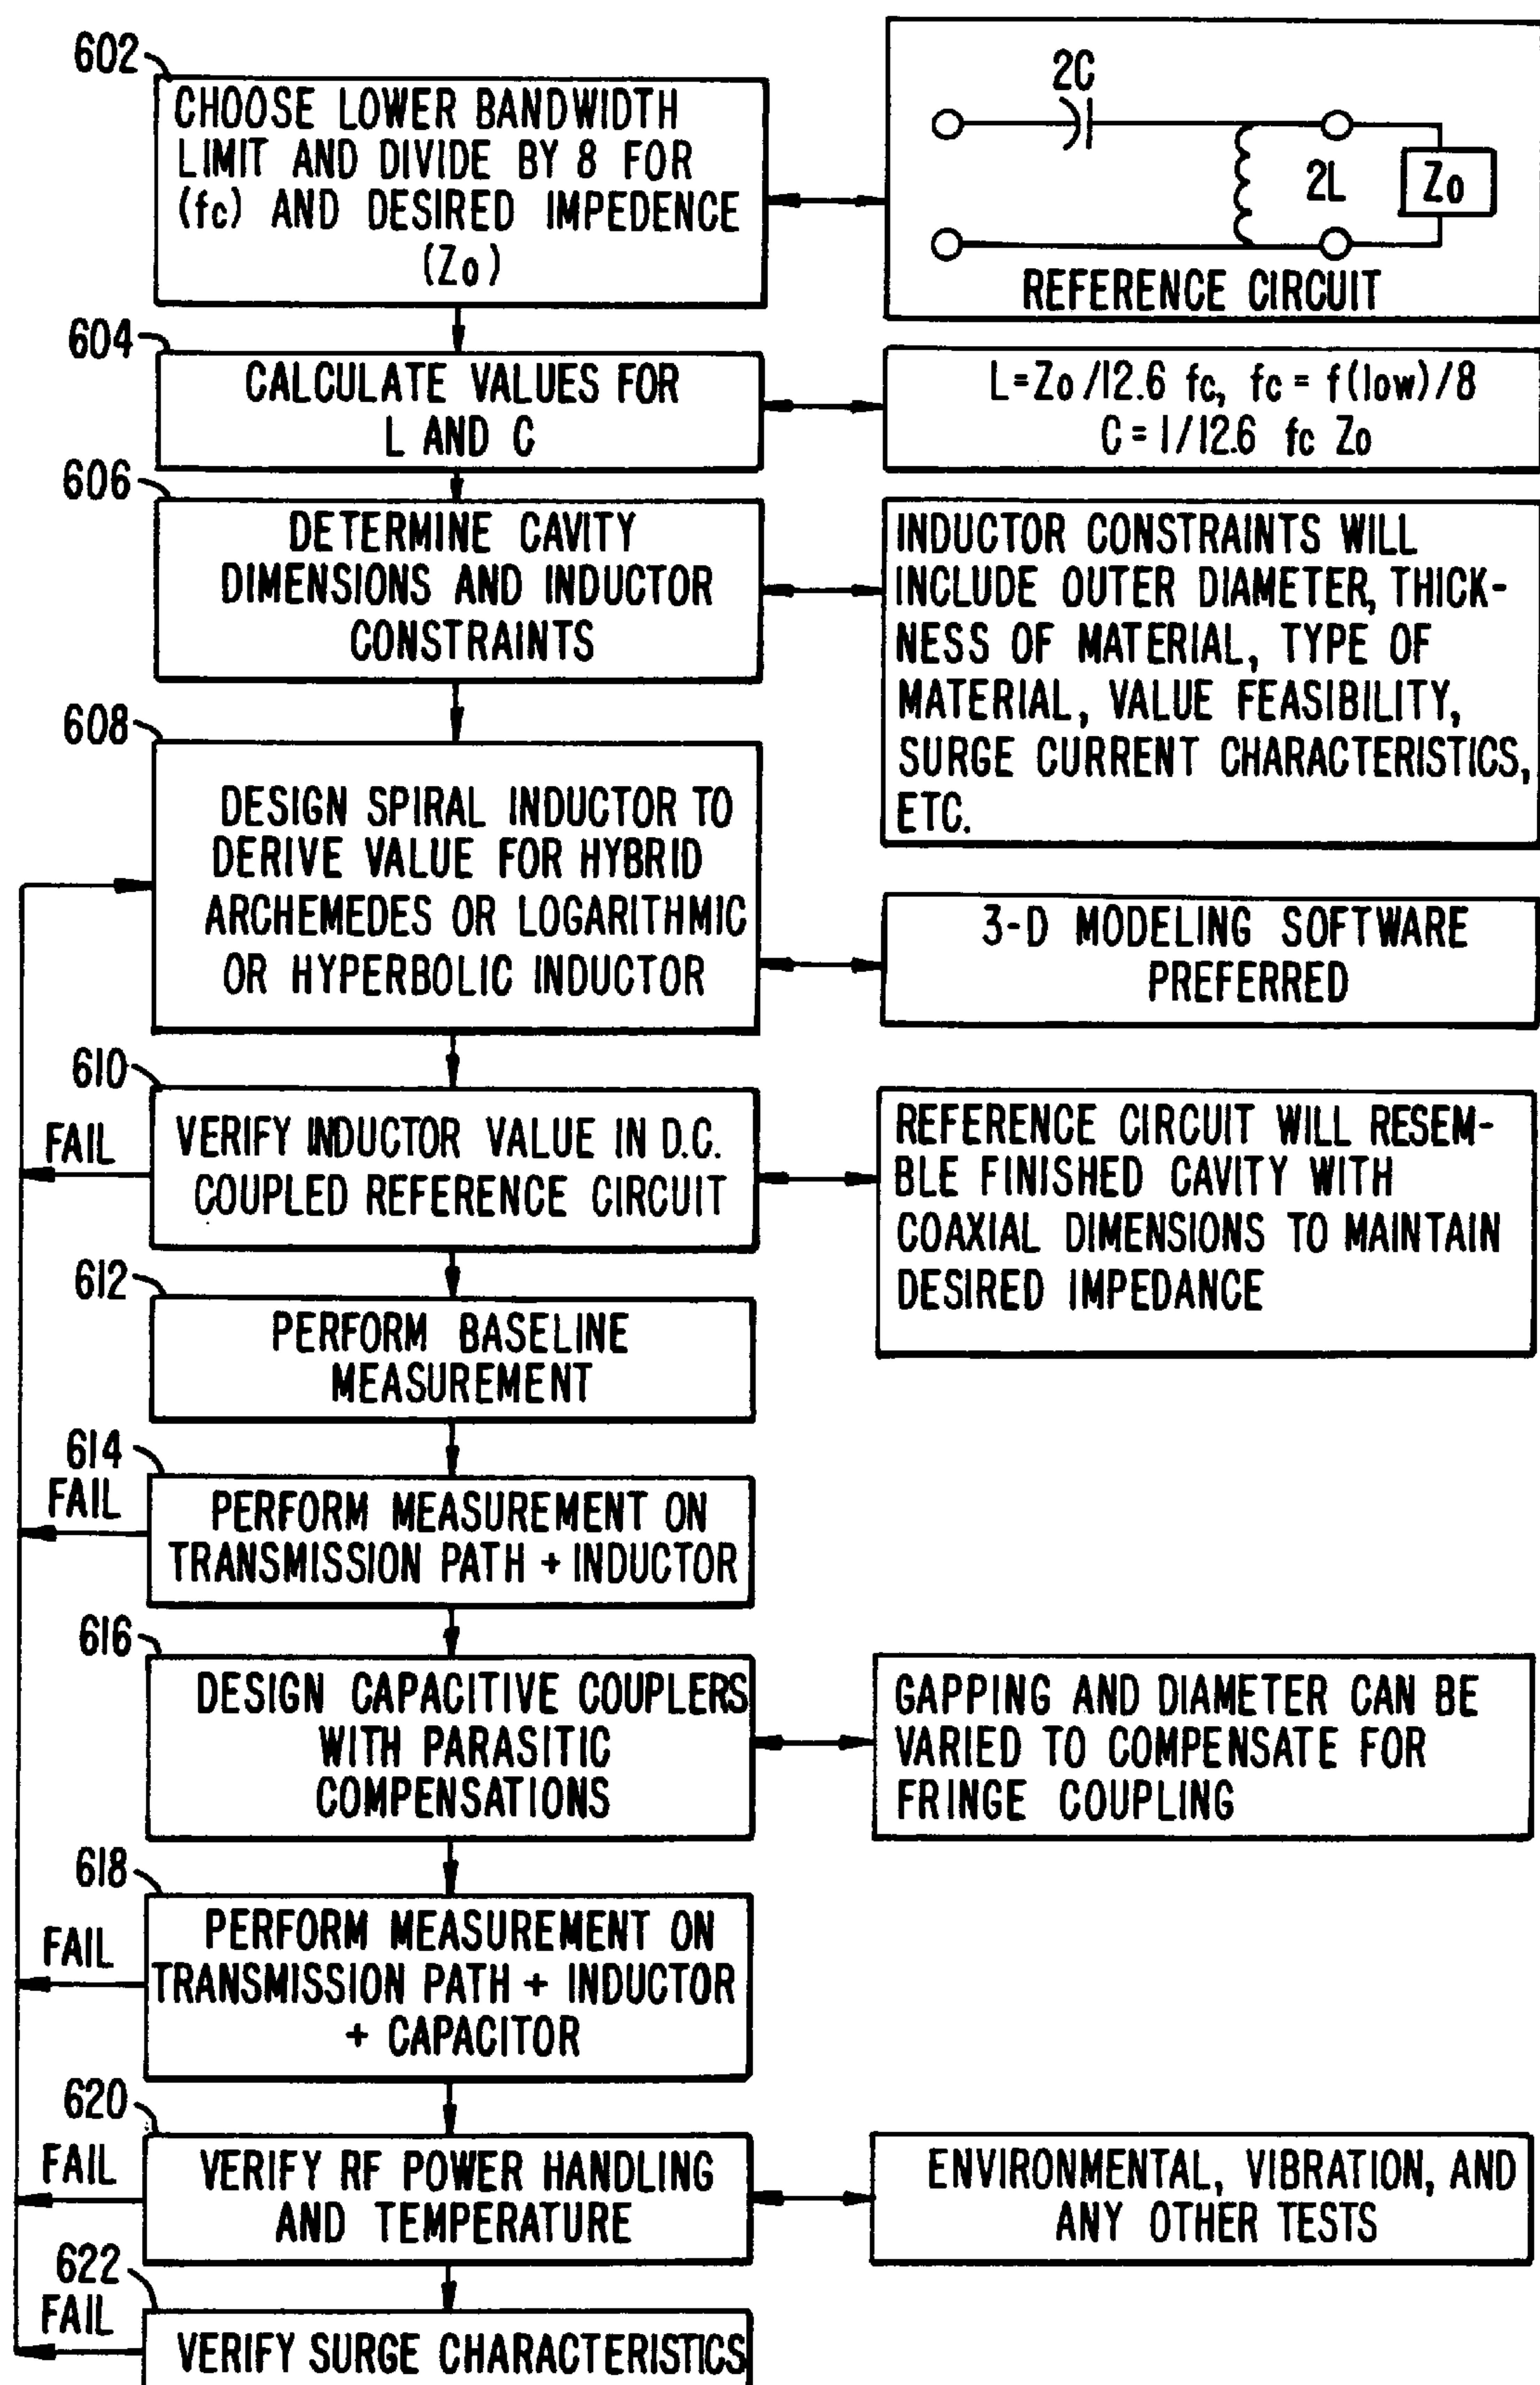 602
CHOOSE LOWER BANDWIDTH
LIMIT AND DIVIDE BY 8 FOR
(fc) AND DESIRED IMPEDENCE
(Zo)
2C
2L
Zo
REFERENCE CIRCUIT
604
CALCULATE VALUES FOR
L AND C
L=Zo/12.6 fc, fc = f(low)/8
C=1/12.6 fc Zo
606
DETERMINE CAVITY
DIMENSIONS AND INDUCTOR
CONSTRAINTS
INDUCTOR CONSTRAINTS WILL
INCLUDE OUTER DIAMETER, THICK-
NESS OF MATERIAL, TYPE OF
MATERIAL, VALUE FEASIBILITY,
SURGE CURRENT CHARACTERISTICS,
ETC.
608
DESIGN SPIRAL INDUCTOR TO
DERIVE VALUE FOR HYBRID
ARCHEMEDES OR LOGARITHMIC
OR HYPERBOLIC INDUCTOR
3-D MODELING SOFTWARE
PREFERRED
610
FAIL
VERIFY INDUCTOR VALUE IN D.C.
COUPLED REFERENCE CIRCUIT
REFERENCE CIRCUIT WILL RESEM-
BLE FINISHED CAVITY WITH
COAXIAL DIMENSIONS TO MAINTAIN
DESIRED IMPEDANCE
612
PERFORM BASELINE
MEASUREMENT
614
FAIL
PERFORM MEASUREMENT ON
TRANSMISSION PATH + INDUCTOR
616
DESIGN CAPACITIVE COUPLERS
WITH PARASITIC
COMPENSATIONS
GAPPING AND DIAMETER CAN BE
VARIED TO COMPENSATE FOR
FRINGE COUPLING
618
FAIL
PERFORM MEASUREMENT ON
TRANSMISSION PATH + INDUCTOR
+ CAPACITOR
620
FAIL
VERIFY RF POWER HANDLING
AND TEMPERATURE
ENVIRONMENTAL, VIBRATION, AND
ANY OTHER TESTS
622
FAIL
VERIFY SURGE CHARACTERISTICS